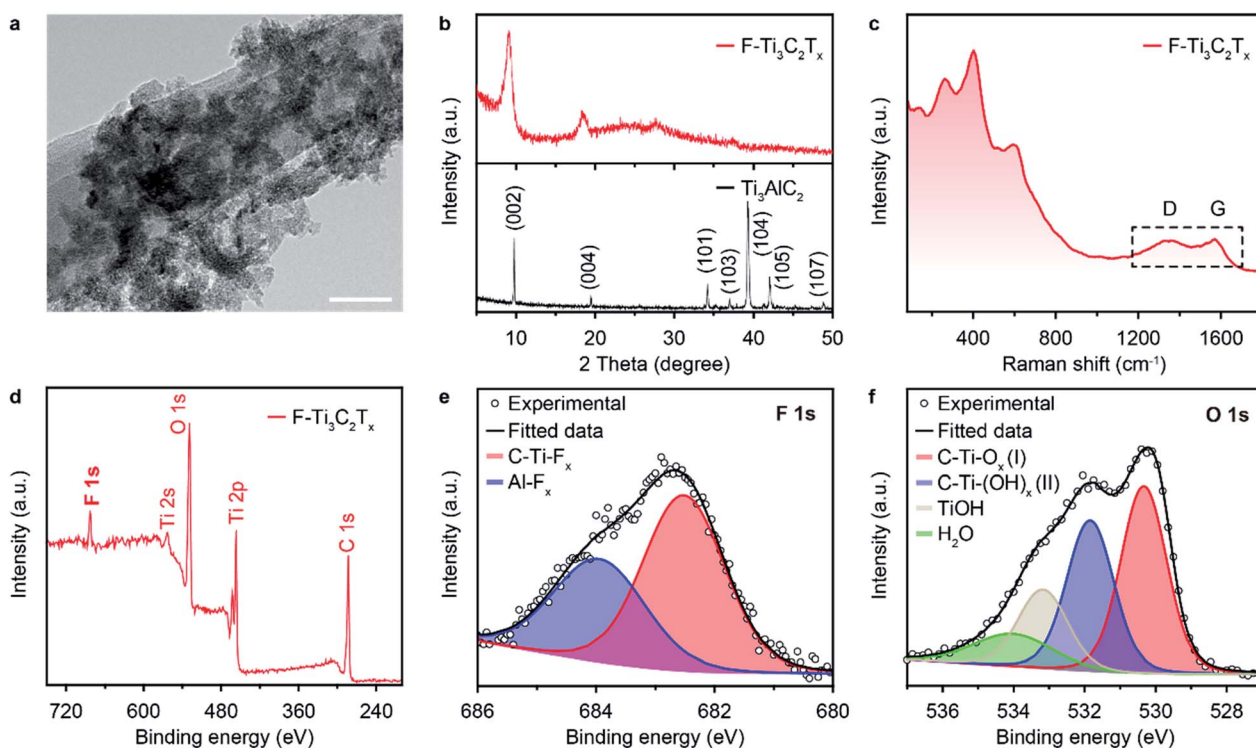 a
b
F-Ti₃C₂Tₓ
Intensity (a.u.)
Ti₃AlC₂
(002)
(004)
(101)
(103)
(104)
(105)
(107)
10 20 30 40 50
2 Theta (degree)
c
F-Ti₃C₂Tₓ
Intensity (a.u.)
D G
400 800 1200 1600
Raman shift (cm⁻¹)
d
F-Ti₃C₂Tₓ
Intensity (a.u.)
F 1s
Ti 2s
O 1s
Ti 2p
C 1s
720 600 480 360 240
Binding energy (eV)
e
Experimental
F 1s
Fitted data
C-Ti-Fₓ
Al-Fₓ
Intensity (a.u.)
686 684 682 680
Binding energy (eV)
f
Experimental
O 1s
Fitted data
C-Ti-Oₓ (I)
C-Ti-(OH)ₓ (II)
TiOH
H₂O
Intensity (a.u.)
536 534 532 530 528
Binding energy (eV)